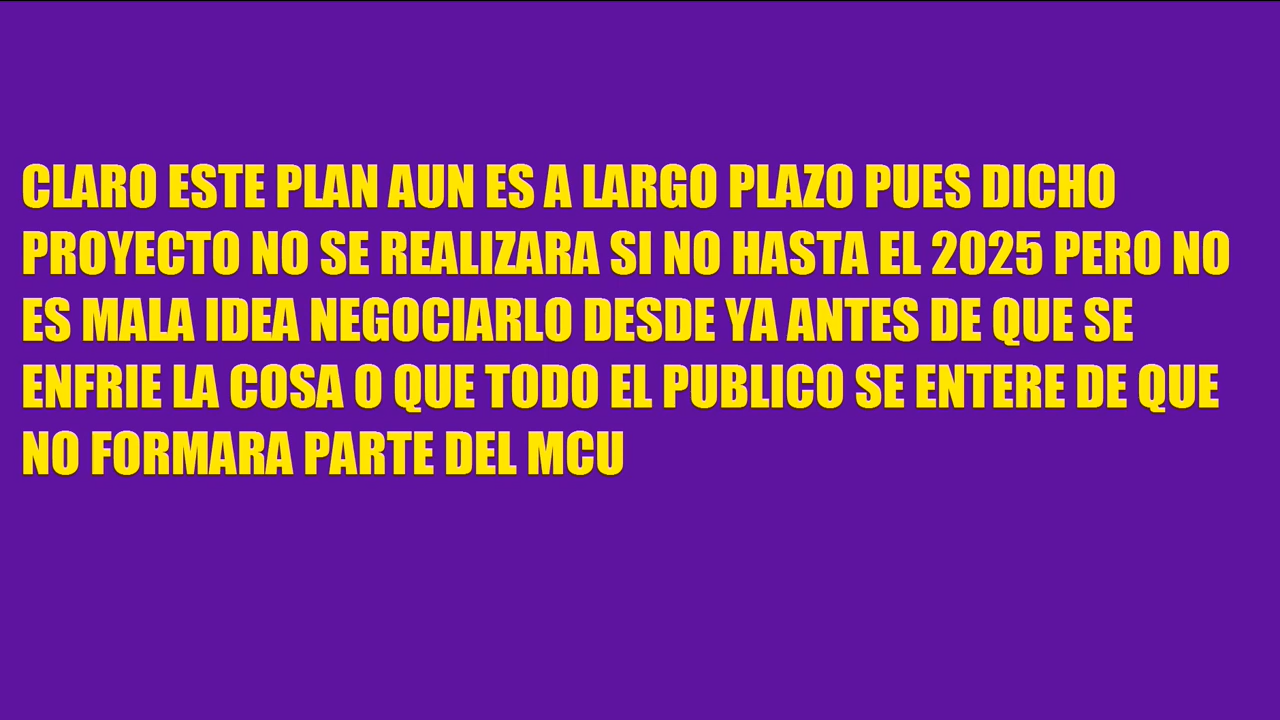 CLARO ESTE PLAN AUN ES A LARGO PLAZO PUES DICHO
PROYECTO NO SE REALIZARA SI NO HASTA EL 2025 PERO NO
ES MALA IDEA NEGOCIARLO DESDE YA ANTES DE QUE SE
ENFRIE LA COSA O QUE TODO EL PUBLICO SE ENTERE DE QUE
NO FORMARA PARTE DEL MCU